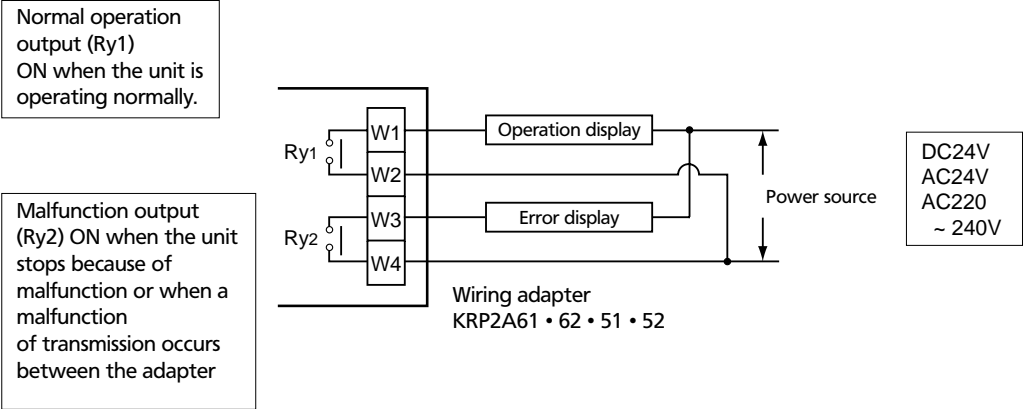 Normal operation
output (Ry1)
ON when the unit is
operating normally.
Malfunction output
(Ry2) ON when the unit
stops because of
malfunction or when a
malfunction
of transmission occurs
between the adapter
Ry1
Ry2
W1
W2
W3
W4
Operation display
Error display
Power source
Wiring adapter
KRP2A61 • 62 • 51 • 52
DC24V
AC24V
AC220
~ 240V